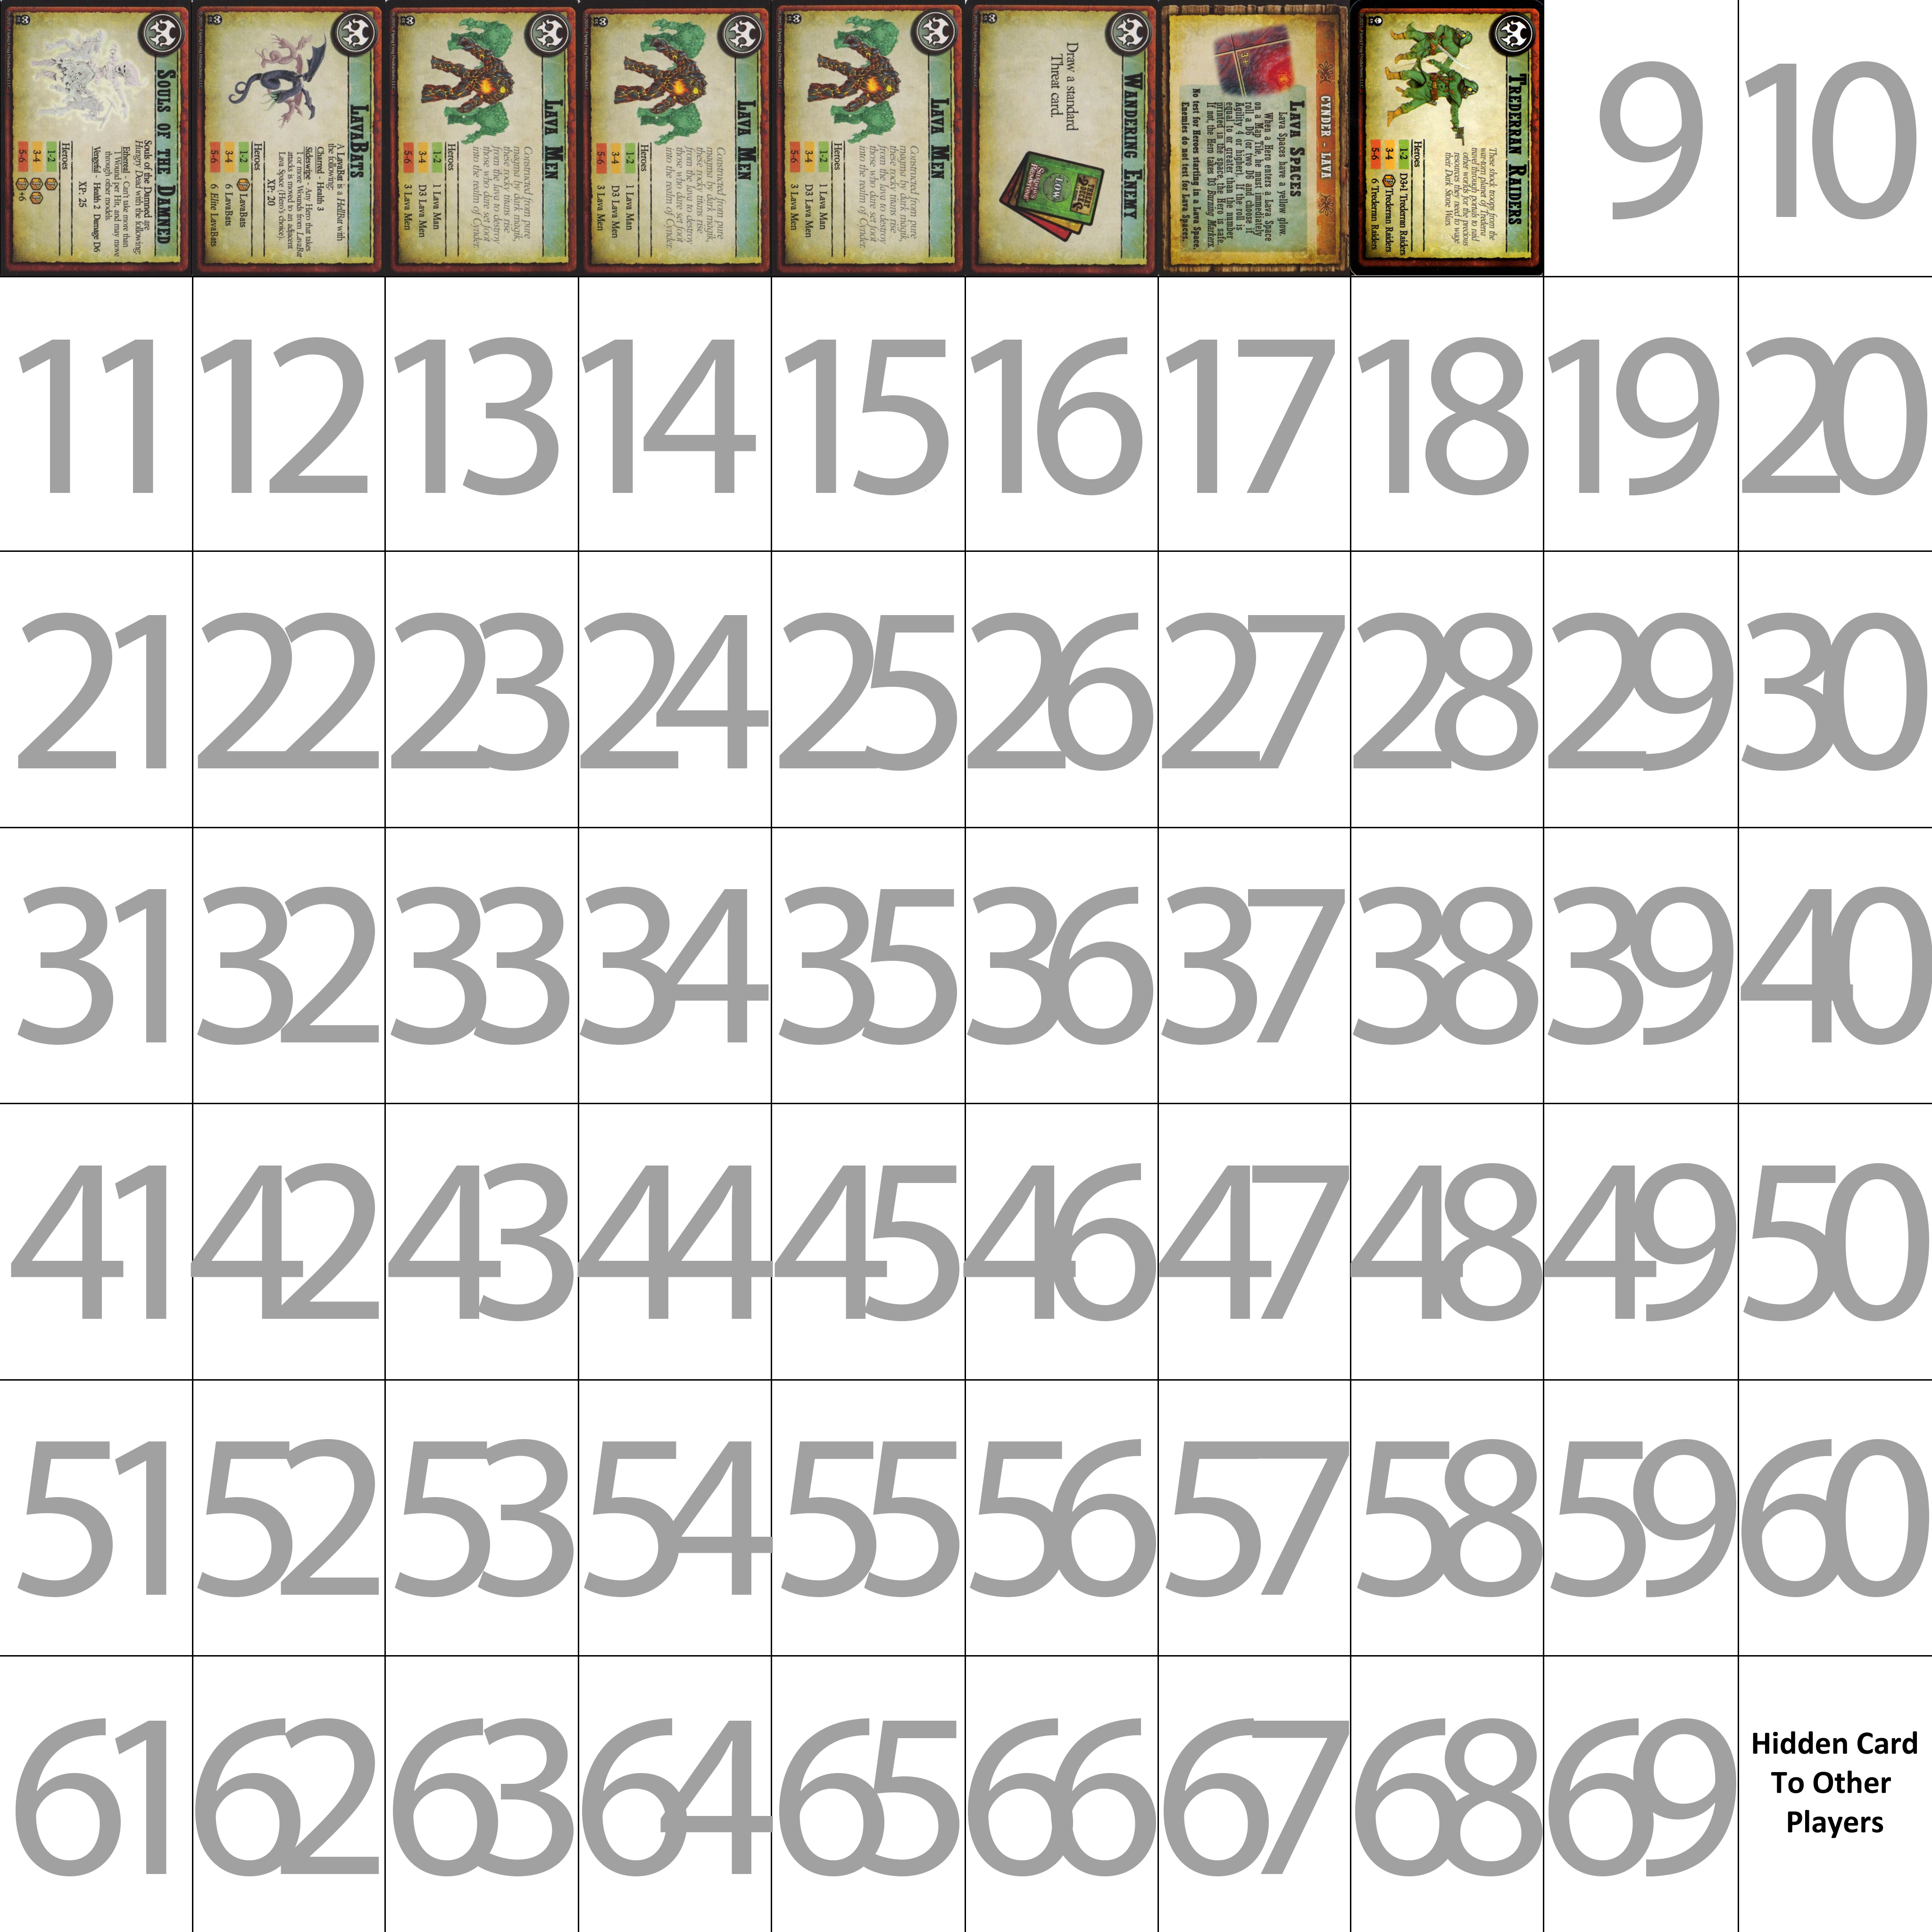 SOULS OF THE DAMNED
Souls of the Damned are
Hungry Dead with the following:
Ethereal - Can't take more than
1 Wound per Hit, and may move
through other models.
Vengeful - Health 2 Damage D6
XP: 25
Heroes
1-2
3-4
5-6
+6
LAVABATS
A LavaBat is a HellBat with
the following:
Charred - Health 3
Sideswipe - Any Hero that takes
1 or more Wounds from LavaBat
attacks is moved to an adjacent
Lava Space (Hero's choice).
XP: 20
Heroes
1-2 LavaBats
3-4 6 LavaBats
5-6 6 Elite LavaBats
LAVA MEN
Constructed from pure
magma by dark magik,
these rocky titans rise
from the lava to destroy
those who dare set foot
into the realm of Cynder.
Heroes
1-2 1 Lava Man
3-4 D3 Lava Men
5-6 3 Lava Men
LAVA MEN
Constructed from pure
magma by dark magik,
these rocky titans rise
from the lava to destroy
those who dare set foot
into the realm of Cynder.
Heroes
1-2 1 Lava Man
3-4 D3 Lava Men
5-6 3 Lava Men
LAVA MEN
Constructed from pure
magma by dark magik,
these rocky titans rise
from the lava to destroy
those who dare set foot
into the realm of Cynder.
Heroes
1-2 1 Lava Man
3-4 D3 Lava Men
5-6 3 Lava Men
WANDERING ENEMY
Draw a standard
Threat card.
LOW
CYNDER - LAVA
LAVA SPACES
Lava Spaces have a yellow glow.
When a Hero enters a Lava Space
on a Map Tile, he must immediately
roll a D6 (or two D6 and choose if
Agility 4 or higher). If the roll is
equal to or greater than the number
printed in the space, the Hero is safe.
If not, the Hero takes D3 Burning Markers.
No test for Heroes starting in a Lava Space.
Enemies do not test for Lava Spaces.
TREDERRAN RAIDERS
These shock troops from the
war-torn planet of Trederra
travel through portals to raid
other worlds for the precious
resources they need to wage
their Dark Stone Wars.
Heroes
1-2 D3+1 Trederran Raiders
3-4 Trederran Raiders
5-6 6 Trederran Raiders
9
10
11
12
13
14
15
16
17
18
19
20
21
22
23
24
25
26
27
28
29
30
31
32
33
34
35
36
37
38
39
40
41
42
43
44
45
46
47
48
49
50
51
52
53
54
55
56
57
58
59
60
61
62
63
64
65
66
67
68
69
Hidden Card
To Other
Players